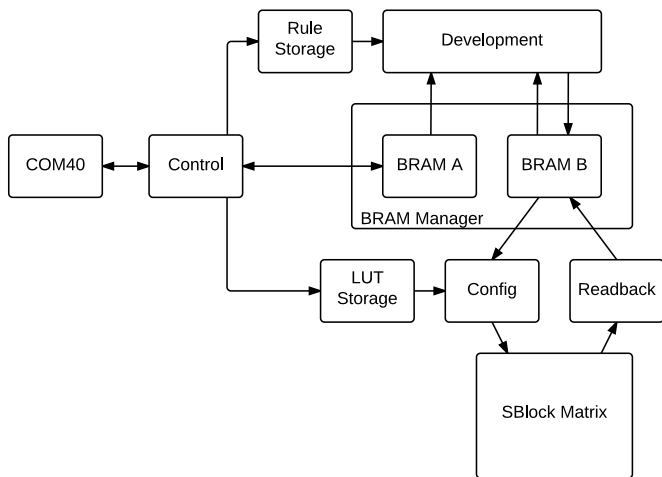 Rule
Storage
Development
COM40
Control
BRAM A
BRAM B
BRAM Manager
LUT
Storage
Config
Readback
SBlock Matrix